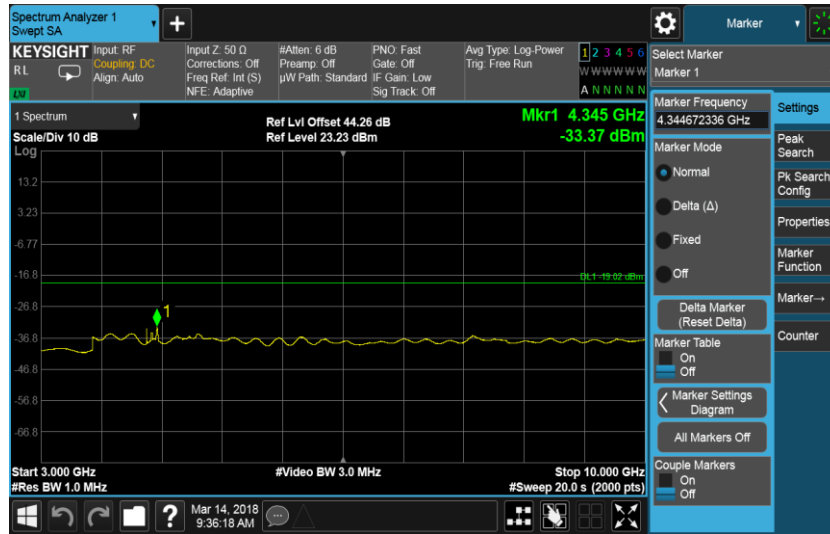 Spectrum Analyzer 1
Swept SA
+
Marker
KEYSIGHT
RL
LXI
Input: RF
Coupling: DC
Align: Auto
Input Z: 50 Ω
Corrections: Off
Freq Ref: Int (S)
NFE: Adaptive
#Atten: 6 dB
Preamp: Off
µW Path: Standard
PNO: Fast
Gate: Off
IF Gain: Low
Sig Track: Off
Avg Type: Log-Power
Trig: Free Run
1 2 3 4 5 6
W W W W W W
A N N N N N
Select Marker
Marker 1
1 Spectrum
Scale/Div 10 dB
Log
Ref Lvl Offset 44.26 dB
Ref Level 23.23 dBm
Mkr1 4.345 GHz
-33.37 dBm
13.2
3.23
-6.77
-16.8
-26.8
-36.8
-46.8
-56.8
-66.8
DL1 -19.02 dBm
1
Start 3.000 GHz
#Res BW 1.0 MHz
#Video BW 3.0 MHz
Stop 10.000 GHz
#Sweep 20.0 s (2000 pts)
Marker Frequency
4.344672336 GHz
Marker Mode
Normal
Delta (Δ)
Fixed
Off
Delta Marker
(Reset Delta)
Marker Table
On
Off
Marker Settings
Diagram
All Markers Off
Couple Markers
On
Off
Settings
Peak
Search
Pk Search
Config
Properties
Marker
Function
Marker→
Counter
?
Mar 14, 2018
9:36:18 AM